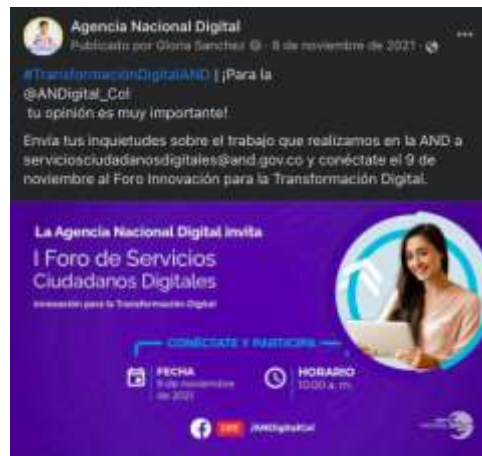 Agencia Nacional Digital
Publicado por Gloria Sanchez · 8 de noviembre de 2021 ·
#TransformaciónDigitalAND | ¡Para la
@ANDigital_Col
tu opinión es muy importante!
Envía tus inquietudes sobre el trabajo que realizamos en la AND a
serviciosciudadanosdigitales@and.gov.co y conéctate el 9 de
noviembre al Foro Innovación para la Transformación Digital.
La Agencia Nacional Digital invita
I Foro de Servicios
Ciudadanos Digitales
Innovación para la Transformación Digital
CONÉCTATE Y PARTICIPA
FECHA
9 de noviembre
de 2021
HORARIO
10:00 a. m.
LIVE /ANDigitalCol